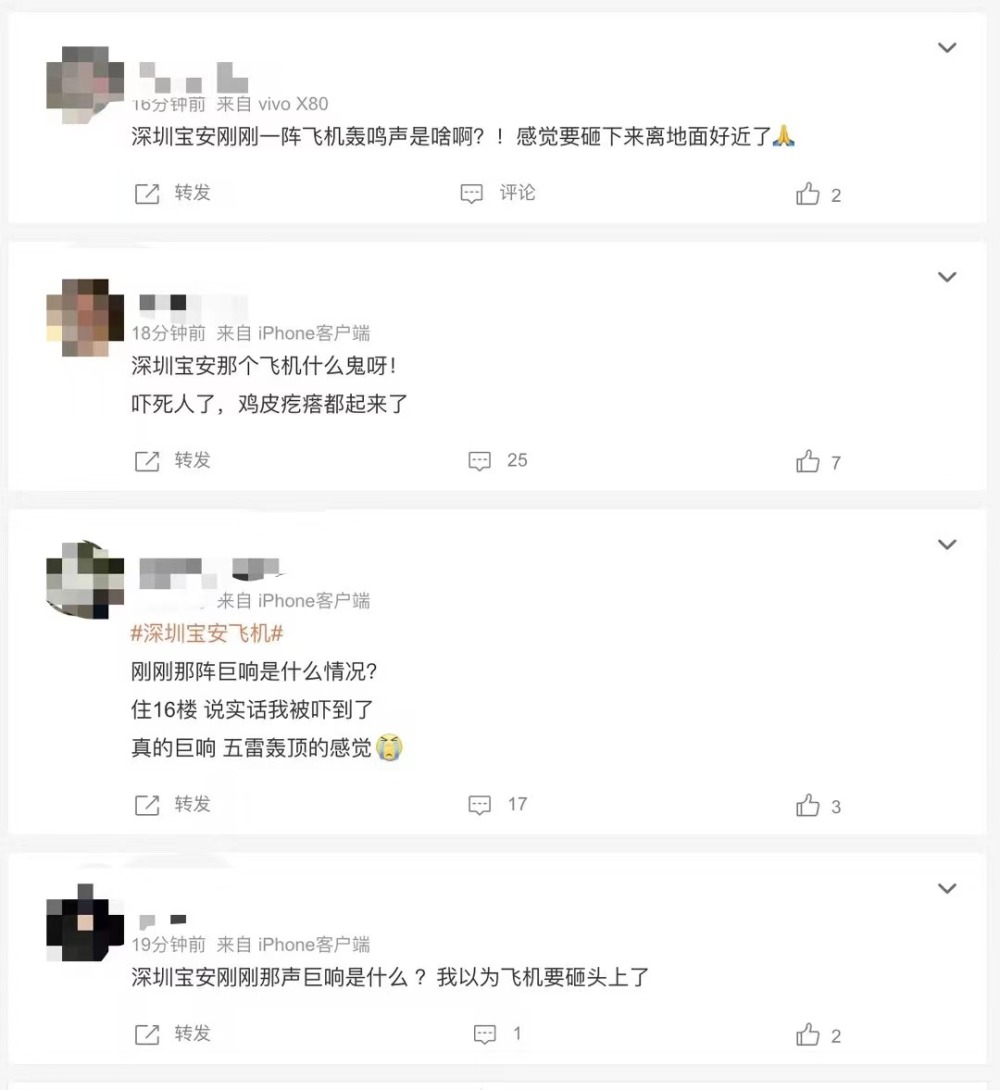 16分钟前 来自 vivo X80
深圳宝安刚刚一阵飞机轰鸣声是啥啊？！感觉要砸下来离地面好近了🙏
转发 评论 2
18分钟前 来自 iPhone客户端
深圳宝安那个飞机什么鬼呀！
吓死人了，鸡皮疙瘩都起来了
转发 25 7
来自 iPhone客户端
#深圳宝安飞机#
刚刚那阵巨响是什么情况？
住16楼 说实话我被吓到了
真的巨响 五雷轰顶的感觉😭
转发 17 3
19分钟前 来自 iPhone客户端
深圳宝安刚刚那声巨响是什么 ？我以为飞机要砸头上了
转发 1 2